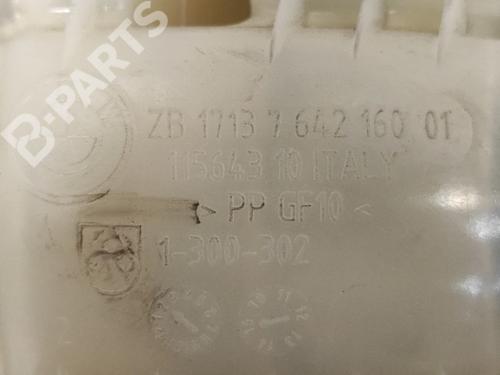 B-PARTS
ZB 1713 7 642 160 01
115643 10 ITALY
> PP GF10 <
1-300-302